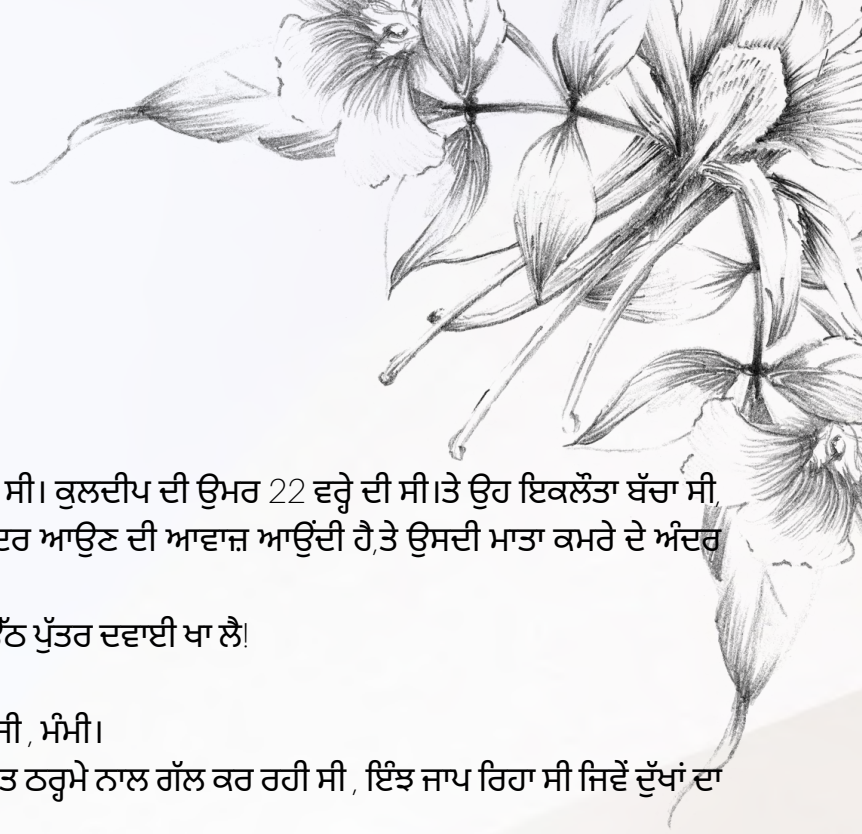 ਸੀ। ਕੁਲਦੀਪ ਦੀ ਉਮਰ 22 ਵਰ੍ਹੇ ਦੀ ਸੀ।ਤੇ ਉਹ ਇਕਲੌਤਾ ਬੱਚਾ ਸੀ,
ਆਉਣ ਦੀ ਆਵਾਜ਼ ਆਉਂਦੀ ਹੈ,ਤੇ ਉਸਦੀ ਮਾਤਾ ਕਮਰੇ ਦੇ ਅੰਦਰ
ਪੁੱਤਰ ਦਵਾਈ ਖਾ ਲੈ!
ਸੀ , ਮੰਮੀ।
ਠਰ੍ਹਮੇ ਨਾਲ ਗੱਲ ਕਰ ਰਹੀ ਸੀ , ਇੰਝ ਜਾਪ ਰਿਹਾ ਸੀ ਜਿਵੇਂ ਦੁੱਖਾਂ ਦਾ